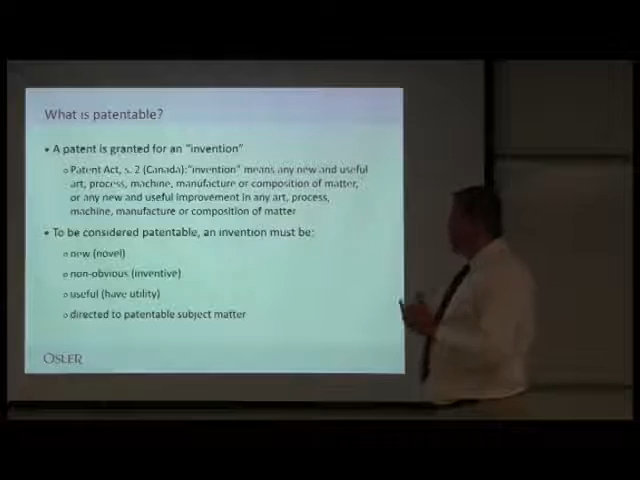 What is patentable?
• A patent is granted for an "invention"
o Patent Act, s. 2 (Canada):"invention" means any new and useful
art, process, machine, manufacture or composition of matter,
or any new and useful improvement in any art, process,
machine, manufacture or composition of matter
• To be considered patentable, an invention must be:
o new (novel)
o non-obvious (inventive)
o useful (have utility)
o directed to patentable subject matter
OSLER